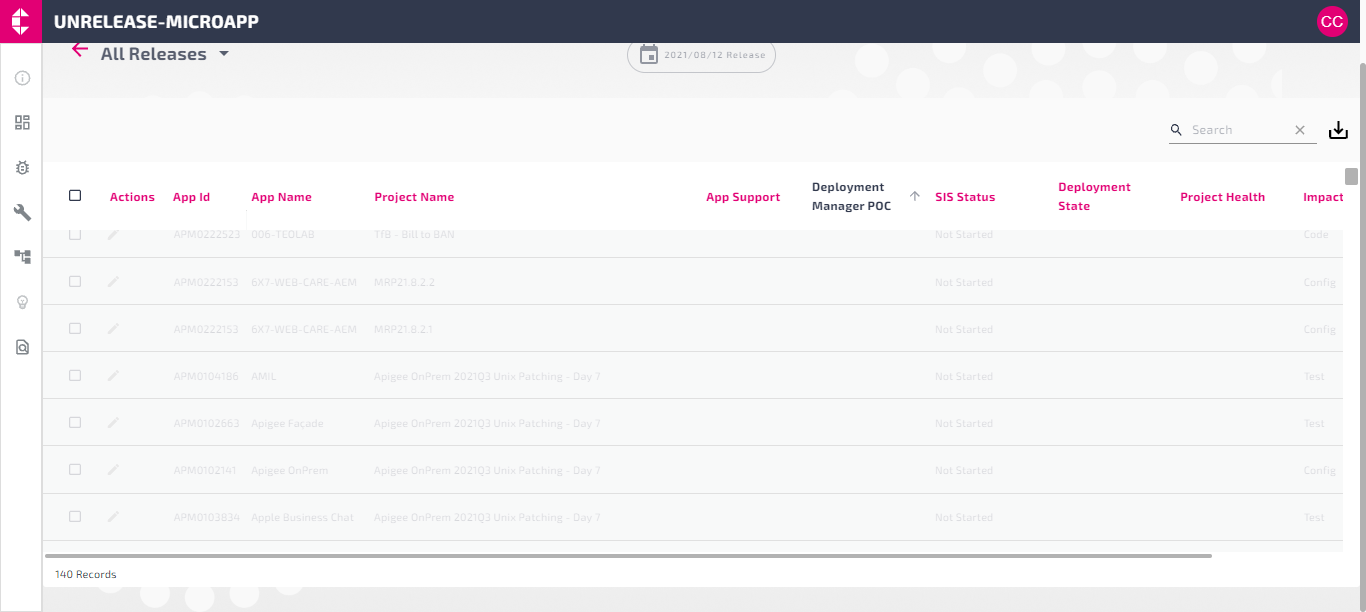 UNRELEASE-MICROAPP
CC
All Releases
2021/08/12 Release
Search
Actions App Id App Name Project Name App Support Deployment Manager POC SIS Status Deployment State Project Health Impact
APM0222523 006-TEDLAB TfB - Bill to BAN Not Started Code
APM0222153 6X7-WEB-CARE-AEM MRP21.8.2.2 Not Started Config
APM0222153 6X7-WEB-CARE-AEM MRP21.8.2.1 Not Started Config
APM0104186 AMIL Apigee OnPrem 2021Q3 Unix Patching - Day 7 Not Started Test
APM0102663 Apigee Façade Apigee OnPrem 2021Q3 Unix Patching - Day 7 Not Started Test
APM0102141 Apigee OnPrem Apigee OnPrem 2021Q3 Unix Patching - Day 7 Not Started Config
APM0103834 Apple Business Chat Apigee OnPrem 2021Q3 Unix Patching - Day 7 Not Started Test
140 Records